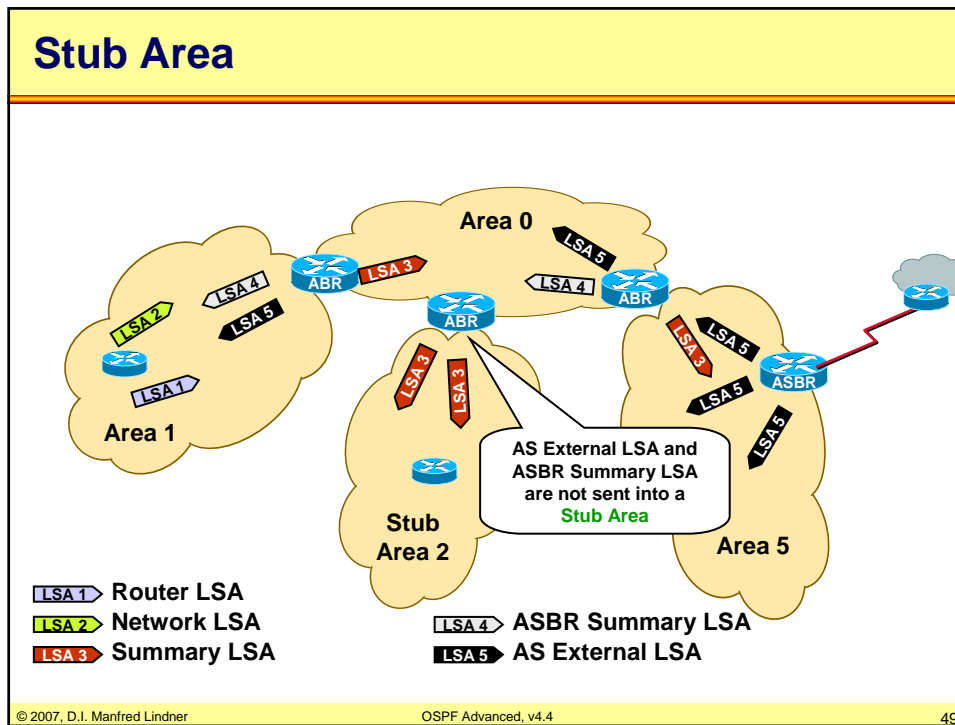 Stub Area
Area 0
LSA 5
LSA 4
LSA 3
LSA 4
ABR
ABR
LSA 5
ABR
LSA 2
LSA 3
LSA 5
LSA 3
LSA 3
ASBR
LSA 1
LSA 5
Area 1
LSA 5
AS External LSA and
ASBR Summary LSA
are not sent into a
Stub Area
Stub
Area 2
Area 5
LSA 1 Router LSA
LSA 2 Network LSA
LSA 4 ASBR Summary LSA
LSA 3 Summary LSA
LSA 5 AS External LSA
© 2007, D.I. Manfred Lindner
OSPF Advanced, v4.4
49